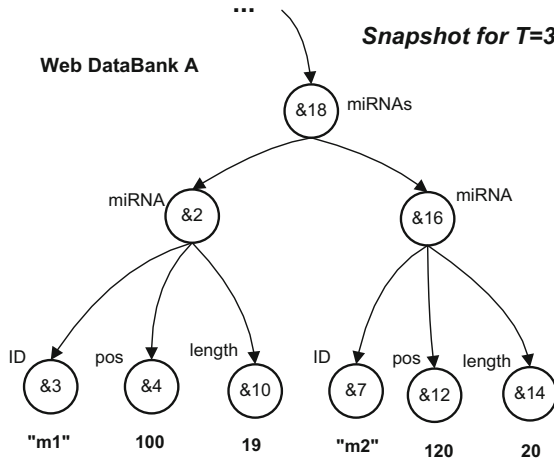 ...
Snapshot for T=3
Web DataBank A
&18 miRNAs
miRNA miRNA
&2 &16
ID pos length ID pos length
&3 &4 &10 &7 &12 &14
"m1" 100 19 "m2" 120 20